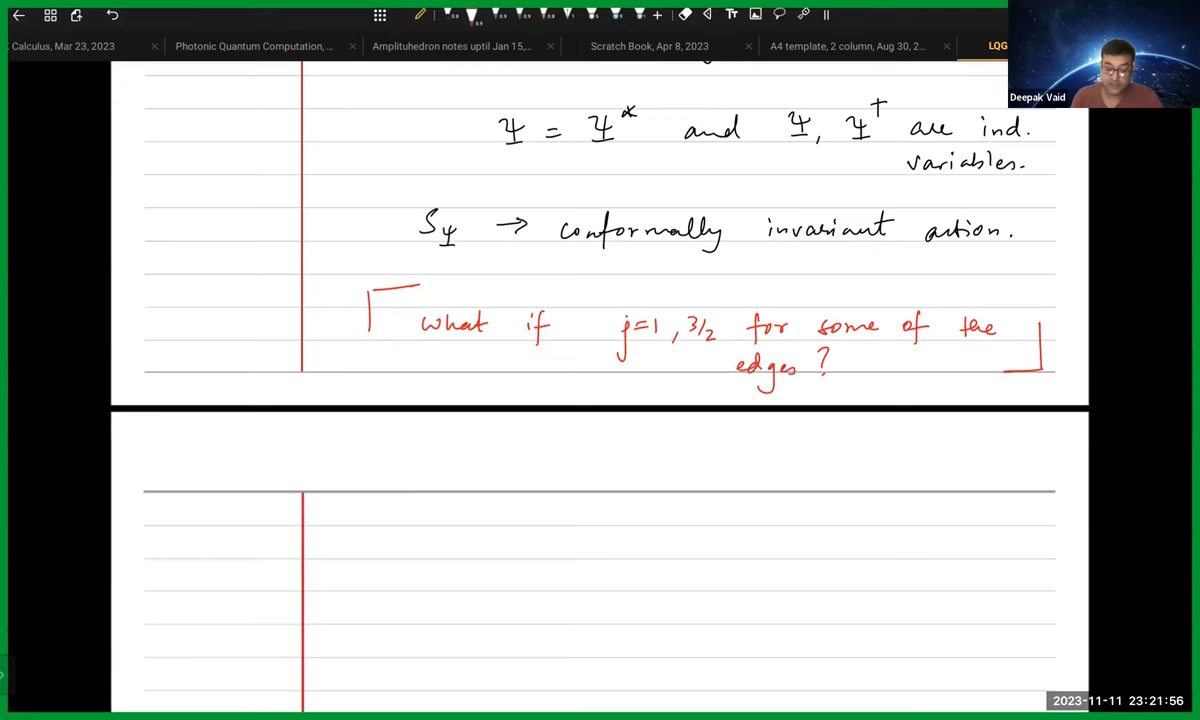 Calculus, Mar 23, 2023
Photonic Quantum Computation, ...
Amplituhedron notes uptil Jan 15,...
Scratch Book, Apr 8, 2023
A4 template, 2 column, Aug 30, 2...
LQG
Deepak Vaid
Ψ = Ψ* and Ψ, Ψ† are ind.
variables.
S_Ψ → conformally invariant action.
What if j=1, 3/2 for some of the
edges?
2023-11-11 23:21:56